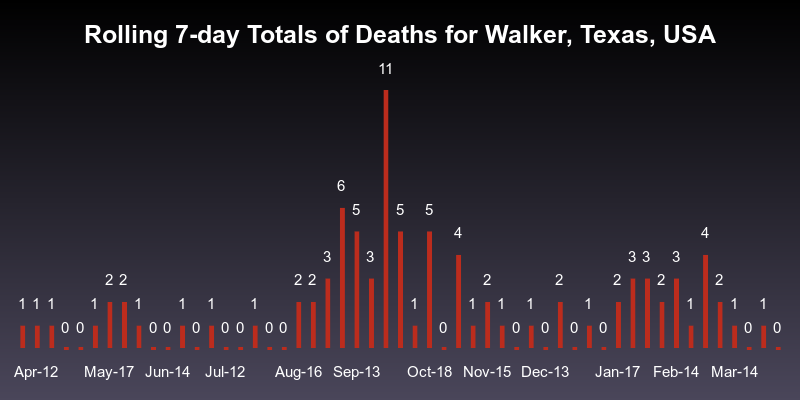 Rolling 7-day Totals of Deaths for Walker, Texas, USA
11
6
5 5 5
4 4
3 3 3 3 3
2 2 2 2 2 2 2 2 2
1 1 1 1 1 1 1 1 1 1 1 1 1 1 1 1
0 0 0 0 0 0 0 0 0 0 0 0 0 0 0 0
Apr-12 May-17 Jun-14 Jul-12 Aug-16 Sep-13 Oct-18 Nov-15 Dec-13 Jan-17 Feb-14 Mar-14